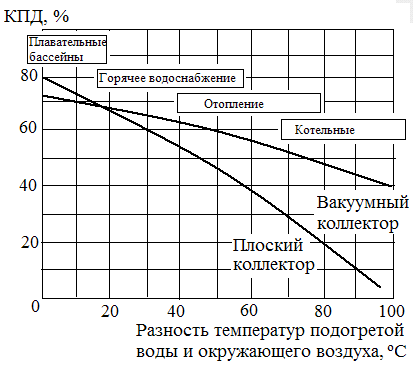 КПД, %
Плавательные
бассейны
Горячее водоснабжение
Отопление
Котельные
80
60
40
20
0
Вакуумный
коллектор
Плоский
коллектор
20
40
60
80
100
Разность температур подогретой
воды и окружающего воздуха, ºС